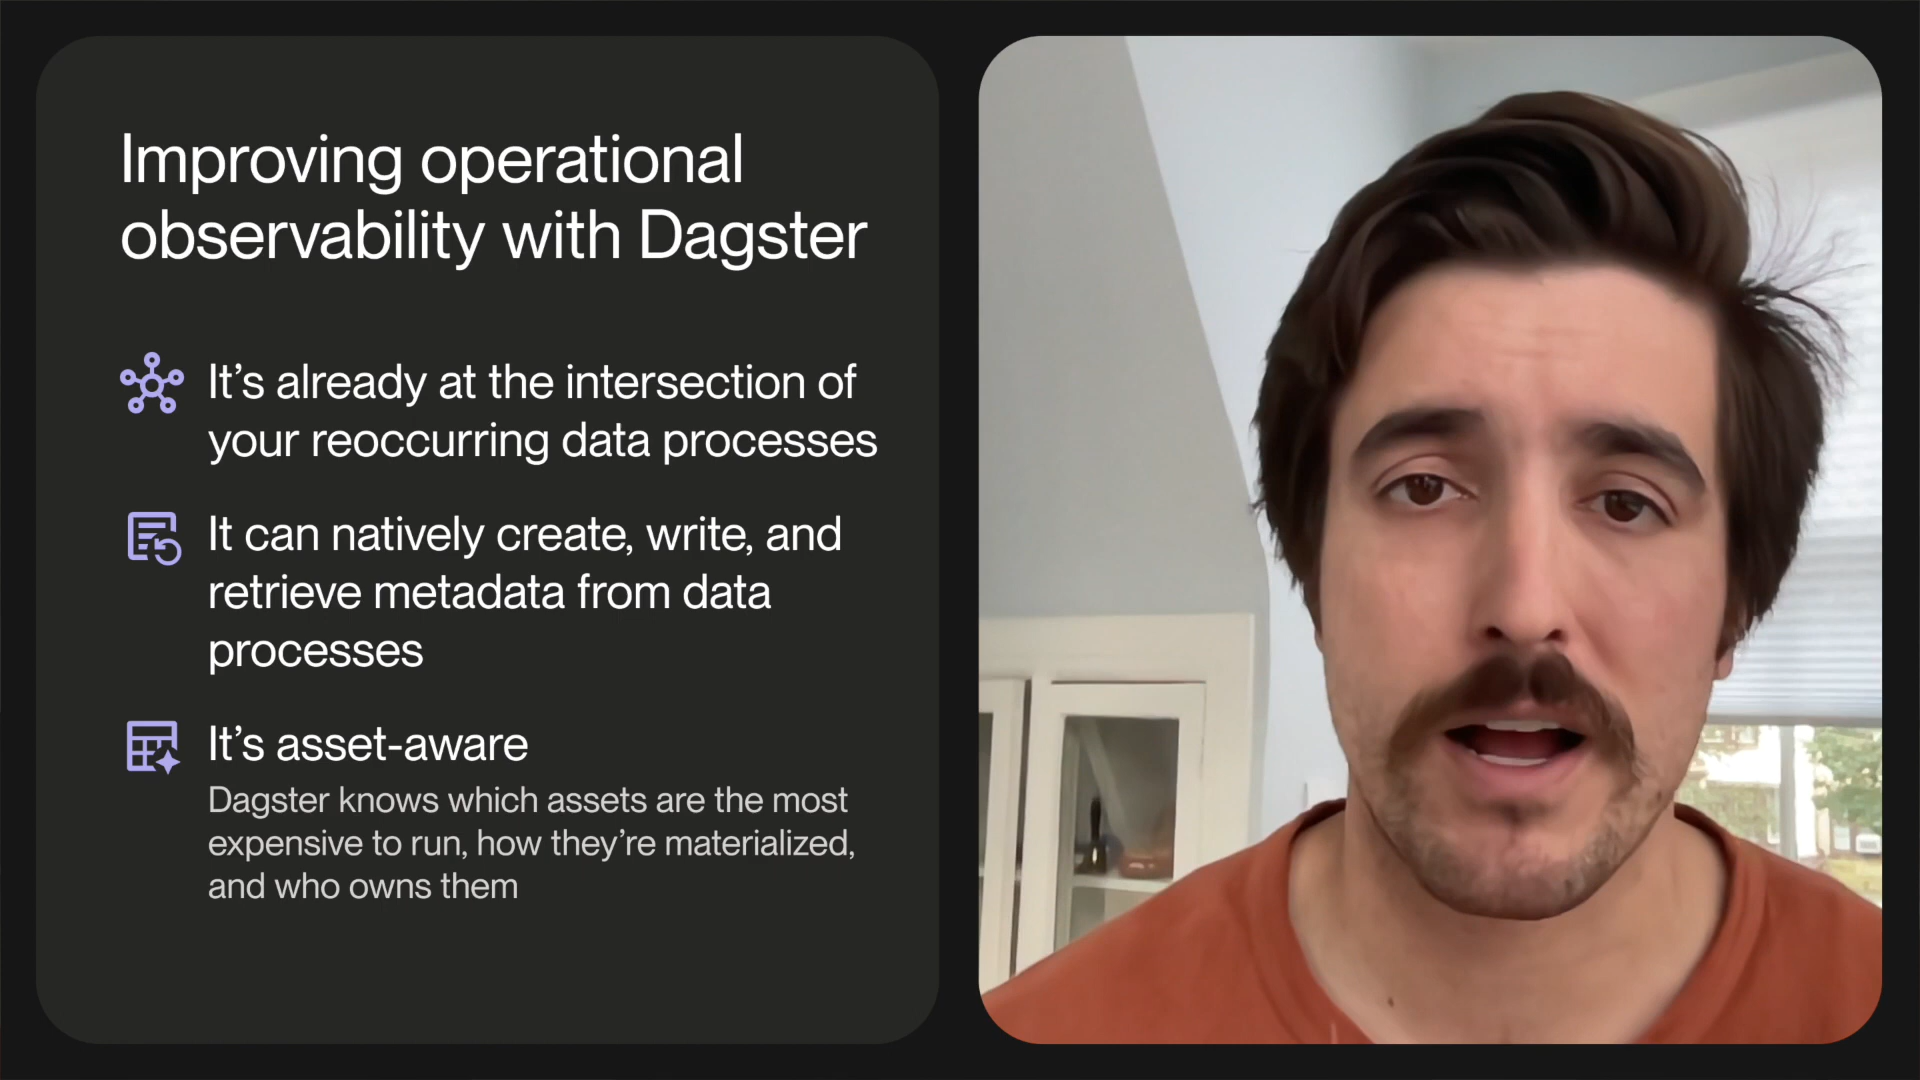 Improving operational
observability with Dagster
It’s already at the intersection of
your reoccurring data processes
It can natively create, write, and
retrieve metadata from data
processes
It’s asset-aware
Dagster knows which assets are the most
expensive to run, how they’re materialized,
and who owns them